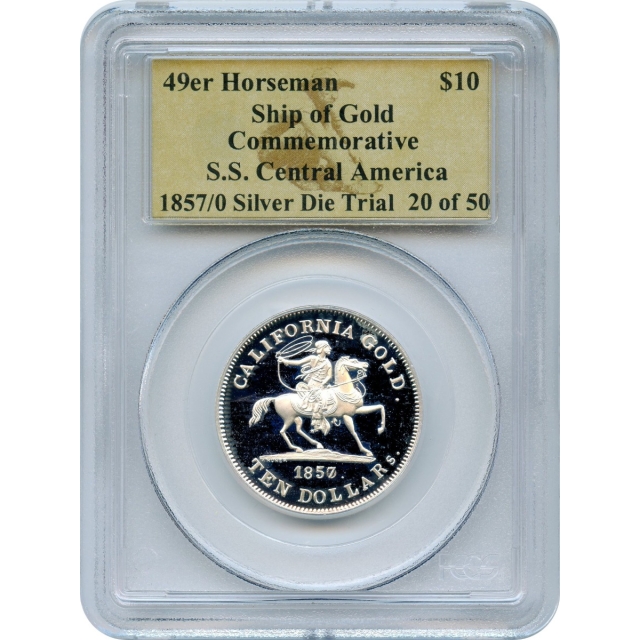 49er Horseman $10
Ship of Gold
Commemorative
S.S. Central America
1857/0 Silver Die Trial 20 of 50
CALIFORNIA GOLD.
1857
TEN DOLLARS.